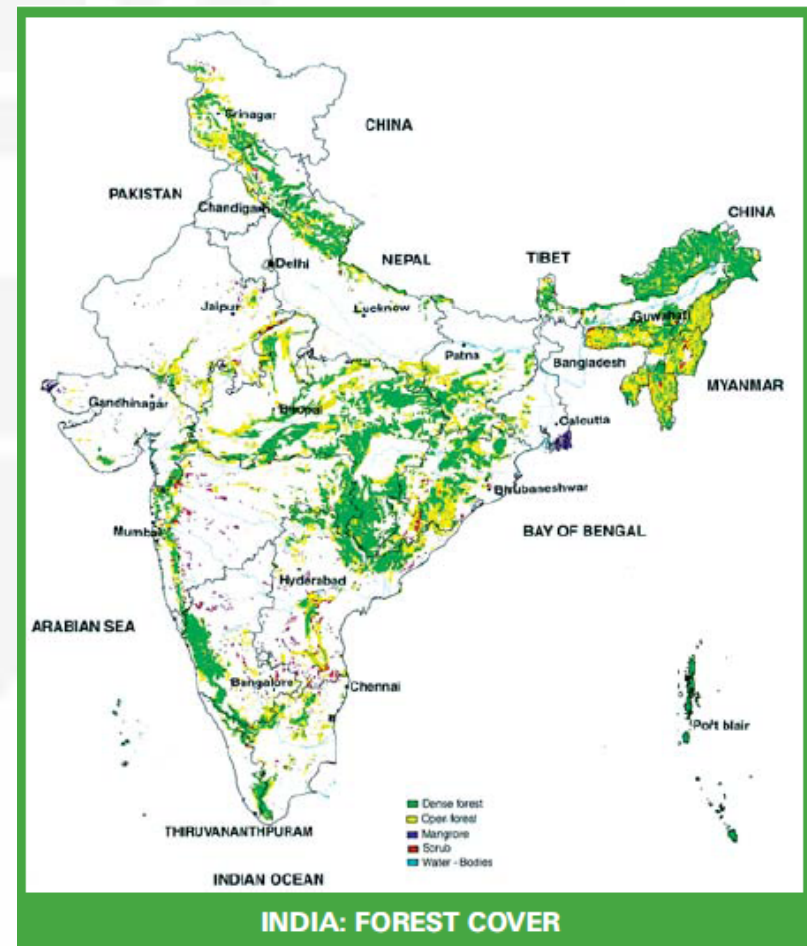 Srinagar
CHINA
PAKISTAN
Chandigarh
CHINA
Delhi
NEPAL
TIBET
Jaipur
Lucknow
Guwahati
Patna
Bangladesh
Gandhinagar
Bhopal
MYANMAR
Calcutta
Bhubaneshwar
Mumbai
BAY OF BENGAL
Hyderabad
ARABIAN SEA
Bangalore
Chennai
Port blair
Dense forest
Open forest
Mangrore
Scrub
Water - Bodies
THIRUVANANTHPURAM
INDIAN OCEAN
INDIA: FOREST COVER